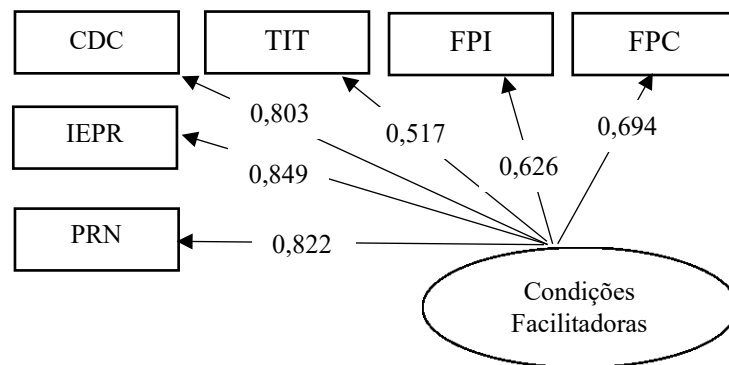 CDC
TIT
FPI
FPC
0,803
0,517
0,694
IEPR
0,849
0,626
PRN
0,822
Condições
Facilitadoras